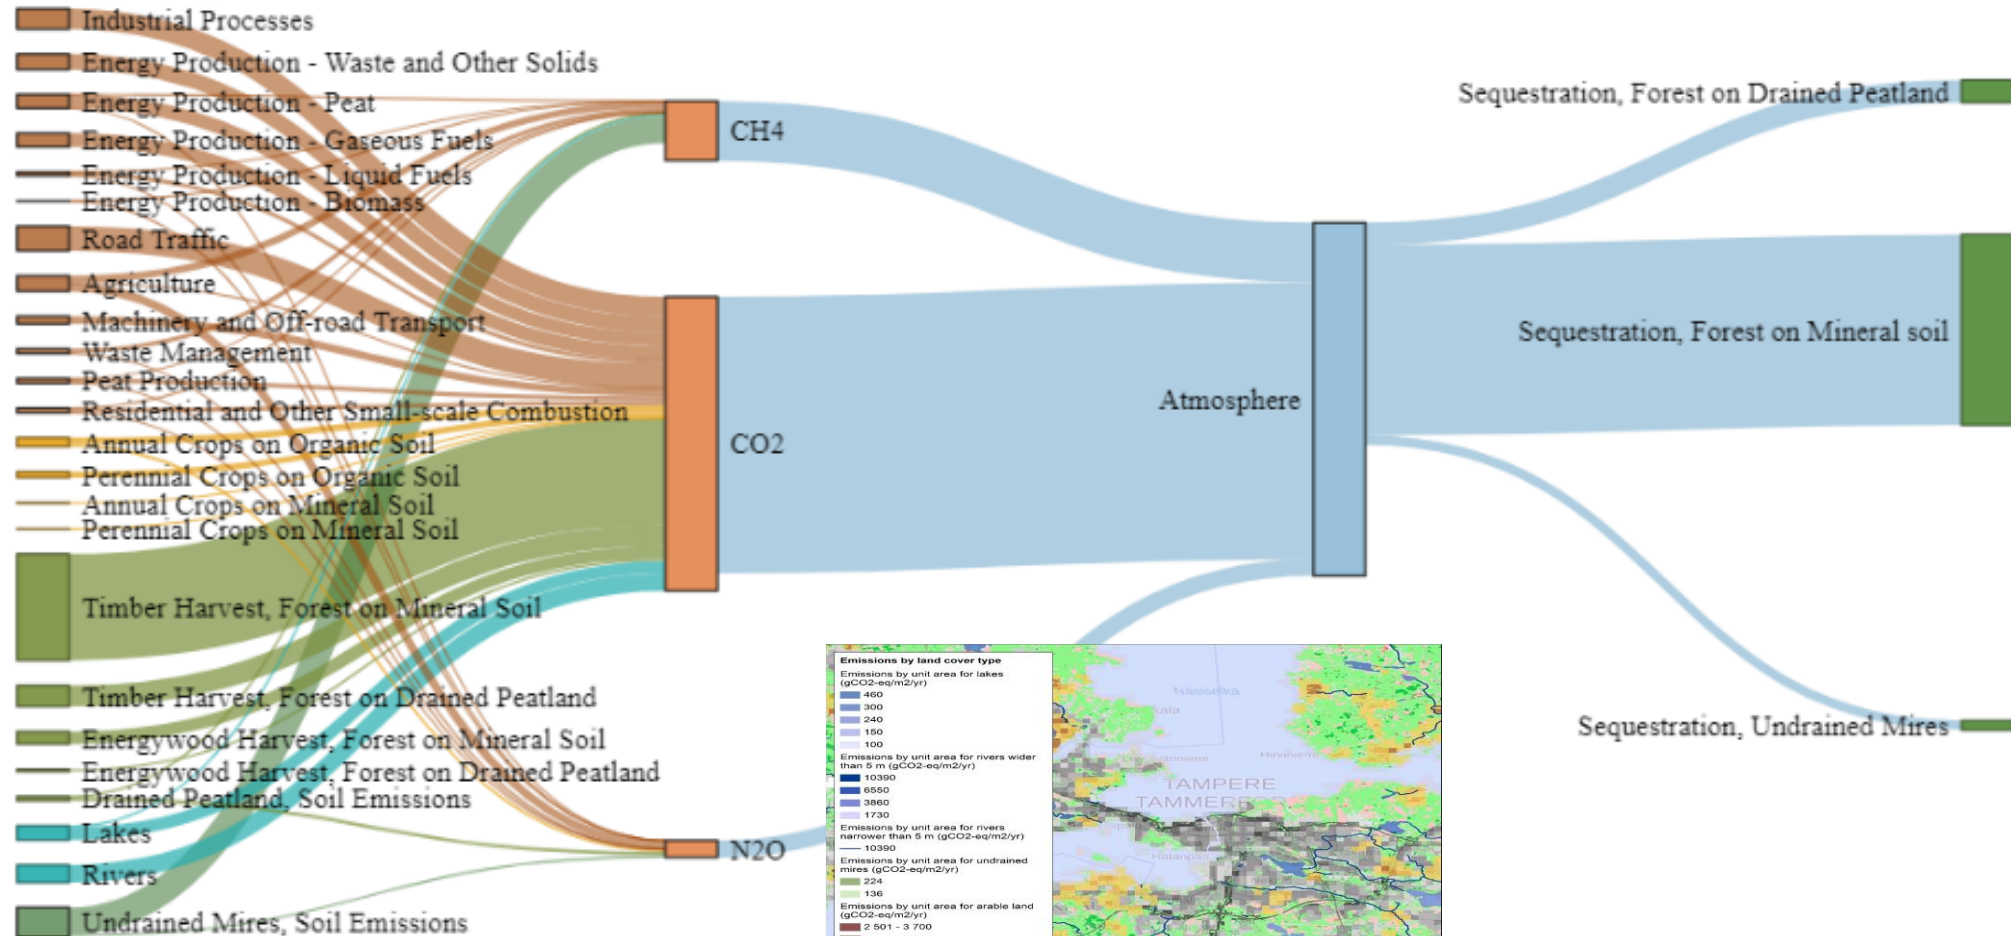 Industrial Processes
Energy Production - Waste and Other Solids
Energy Production - Peat
Energy Production - Gaseous Fuels
Energy Production - Liquid Fuels
Energy Production - Biomass
Road Traffic
Agriculture
Machinery and Off-road Transport
Waste Management
Peat Production
Residential and Other Small-scale Combustion
Annual Crops on Organic Soil
Perennial Crops on Organic Soil
Annual Crops on Mineral Soil
Perennial Crops on Mineral Soil
Timber Harvest, Forest on Mineral Soil
Timber Harvest, Forest on Drained Peatland
Energywood Harvest, Forest on Mineral Soil
Energywood Harvest, Forest on Drained Peatland
Drained Peatland, Soil Emissions
Lakes
Rivers
Undrained Mires, Soil Emissions
CH4
CO2
N2O
Atmosphere
Sequestration, Forest on Drained Peatland
Sequestration, Forest on Mineral soil
Sequestration, Undrained Mires
Emissions by land cover type
Emissions by unit area for lakes
(gCO2-eq/m2/yr)
460
300
240
150
100
Emissions by unit area for rivers wider
than 5 m (gCO2-eq/m2/yr)
10390
6550
3860
1730
Emissions by unit area for rivers
narrower than 5 m (gCO2-eq/m2/yr)
10390
Emissions by unit area for undrained
mires (gCO2-eq/m2/yr)
224
136
Emissions by unit area for arable land
(gCO2-eq/m2/yr)
2 501 - 3 700
Näsiselkä
TAMPERE